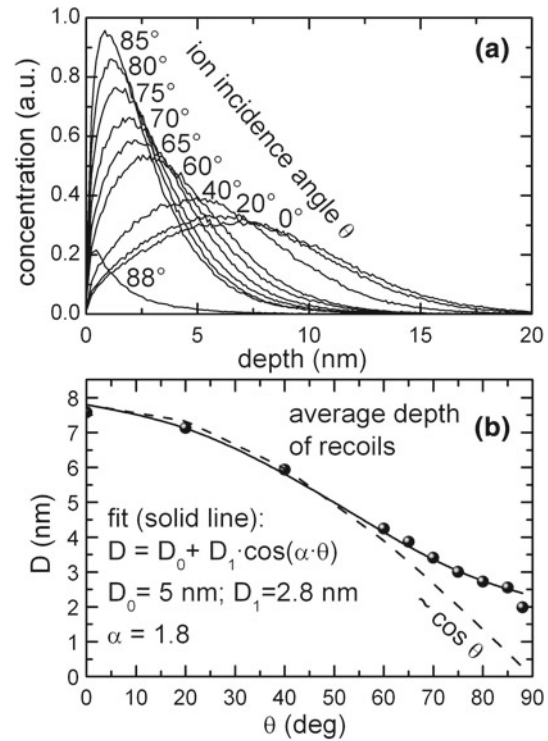 1.0
0.8
0.6
0.4
0.2
0.0
concentration (a.u.)
(a)
ion incidence angle θ
85°
80°
75°
70°
65°
60°
40°
20°
0°
88°
0 5 10 15 20
depth (nm)
8
7
6
5
4
3
2
1
0
D (nm)
(b)
average depth
of recoils
fit (solid line):
D = D₀+ D₁·cos(α·θ)
D₀= 5 nm; D₁=2.8 nm
α = 1.8
~ cos θ
0 10 20 30 40 50 60 70 80 90
θ (deg)